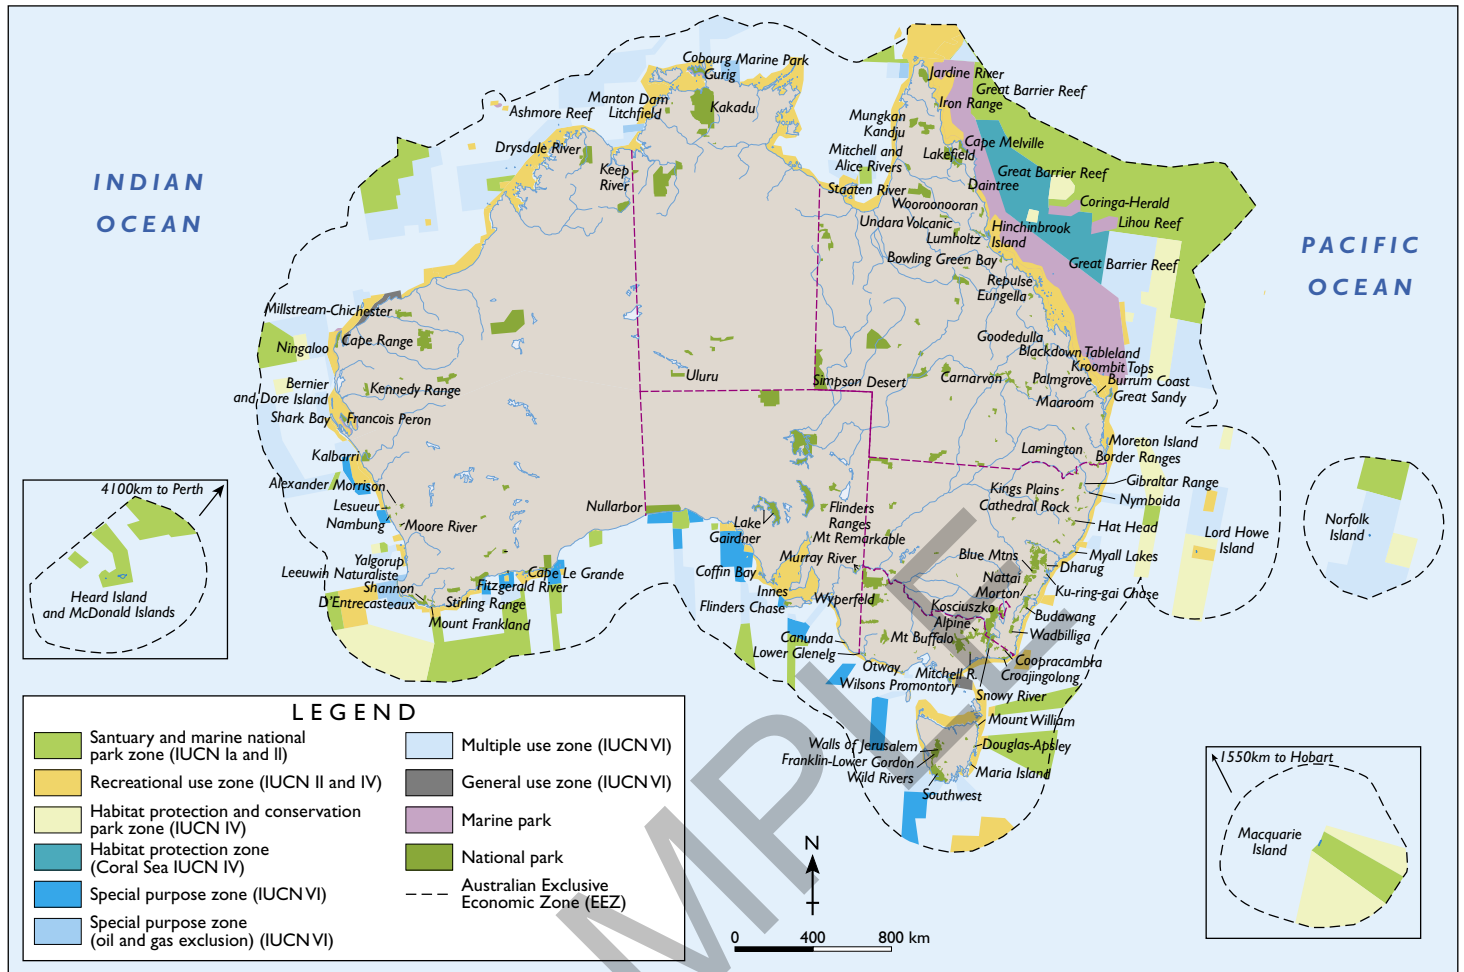 Cobourg Marine Park
Gurig
Jardine River
Great Barrier Reef
Manton Dam
Litchfield
Kakadu
Iron Range
Ashmore Reef
Mungkan
Kandju
Cape Melville
Drysdale River
Mitchell and
Alice Rivers
Lakefield
Keep
River
Great Barrier Reef
INDIAN
OCEAN
Daintree
Staaten River
Coringa-Herald
Wooroonooran
Undara Volcanic
Lihou Reef
Hinchinbrook
Island
Lumholtz
PACIFIC
OCEAN
Bowling Green Bay
Great Barrier Reef
Repulse
Eungella
Millstream-Chichester
Cape Range
Ningaloo
Goodedulla
Blackdown Tableland
Kroombit Tops
Uluru
Simpson Desert
Carnarvon
Palmgrove
Burrum Coast
Great Sandy
Bernier
and Dore Island
Kennedy Range
Maaroom
Shark Bay
Francois Peron
Moreton Island
Border Ranges
Lamington
Kalbarri
Alexander Morrison
Gibraltar Range
Kings Plains
Nymboida
Cathedral Rock
4100km to Perth
Lesueur
Nambung
Moore River
Nullarbor
Lake
Gairdner
Flinders
Ranges
Mt Remarkable
Hat Head
Lord Howe
Island
Norfolk
Island
Murray River
Blue Mtns
Myall Lakes
Dharug
Yalgorup
Leeuwin Naturaliste
Shannon
D'Entrecasteaux
Cape Le Grande
Fitzgerald River
Stirling Range
Mount Frankland
Coffin Bay
Innes
Flinders Chase
Wyperfeld
Nattai
Morton
Ku-ring-gai Chase
Kosciuszko
Alpine
Budawang
Wadbilliga
Heard Island
and McDonald Islands
Canunda
Lower Glenelg
Mt Buffalo
Otway
Mitchell R.
Coopracambra
Croajingolong
Wilsons Promontory
Snowy River
Mount William
Walls of Jerusalem
Franklin-Lower Gordon
Wild Rivers
Douglas-Apsley
Maria Island
Southwest
1550km to Hobart
Macquarie
Island
LEGEND
Santuary and marine national
park zone (IUCN Ia and II)
Recreational use zone (IUCN II and IV)
Habitat protection and conservation
park zone (IUCN IV)
Habitat protection zone
(Coral Sea IUCN IV)
Special purpose zone (IUCN VI)
Special purpose zone
(oil and gas exclusion) (IUCN VI)
Multiple use zone (IUCN VI)
General use zone (IUCN VI)
Marine park
National park
Australian Exclusive
Economic Zone (EEZ)
N
0 400 800 km
MPLE